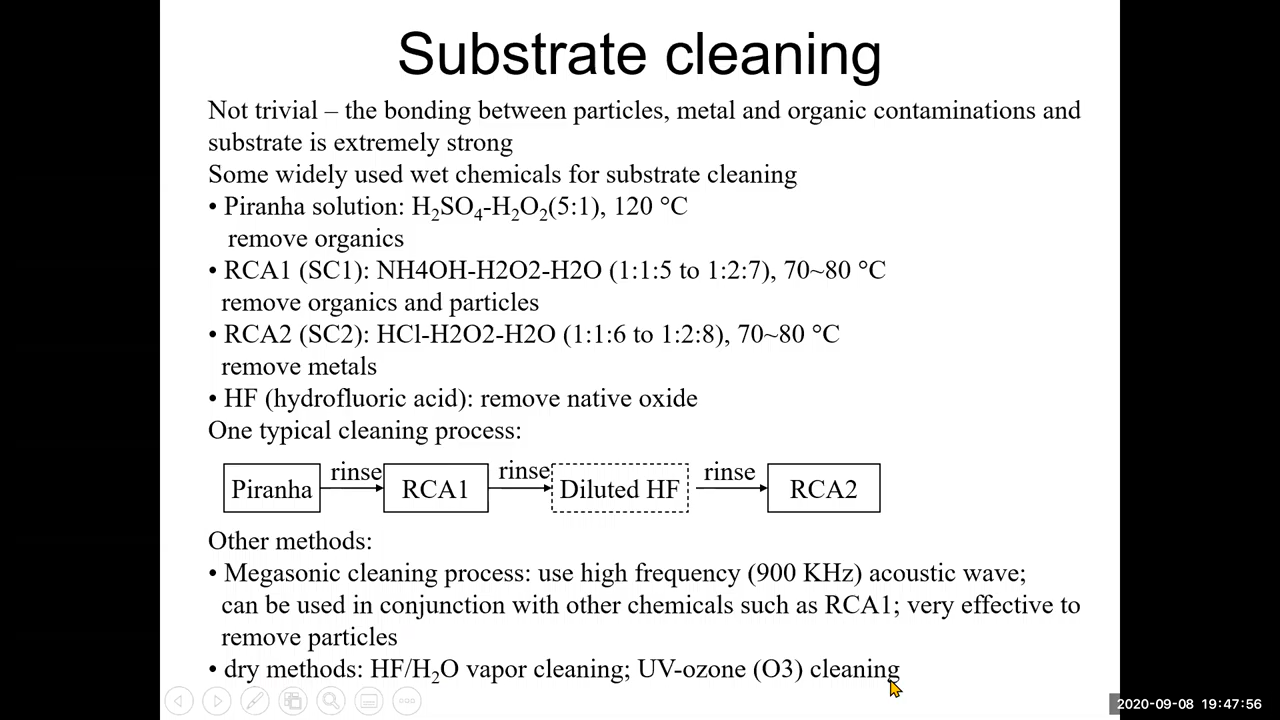 Substrate cleaning
Not trivial – the bonding between particles, metal and organic contaminations and
substrate is extremely strong
Some widely used wet chemicals for substrate cleaning
• Piranha solution: H₂SO₄-H₂O₂(5:1), 120 °C
remove organics
• RCA1 (SC1): NH4OH-H2O2-H2O (1:1:5 to 1:2:7), 70~80 °C
remove organics and particles
• RCA2 (SC2): HCl-H2O2-H2O (1:1:6 to 1:2:8), 70~80 °C
remove metals
• HF (hydrofluoric acid): remove native oxide
One typical cleaning process:
Piranha rinse RCA1 rinse Diluted HF rinse RCA2
Other methods:
• Megasonic cleaning process: use high frequency (900 KHz) acoustic wave;
can be used in conjunction with other chemicals such as RCA1; very effective to
remove particles
• dry methods: HF/H₂O vapor cleaning; UV-ozone (O3) cleaning
2020-09-08 19:47:56